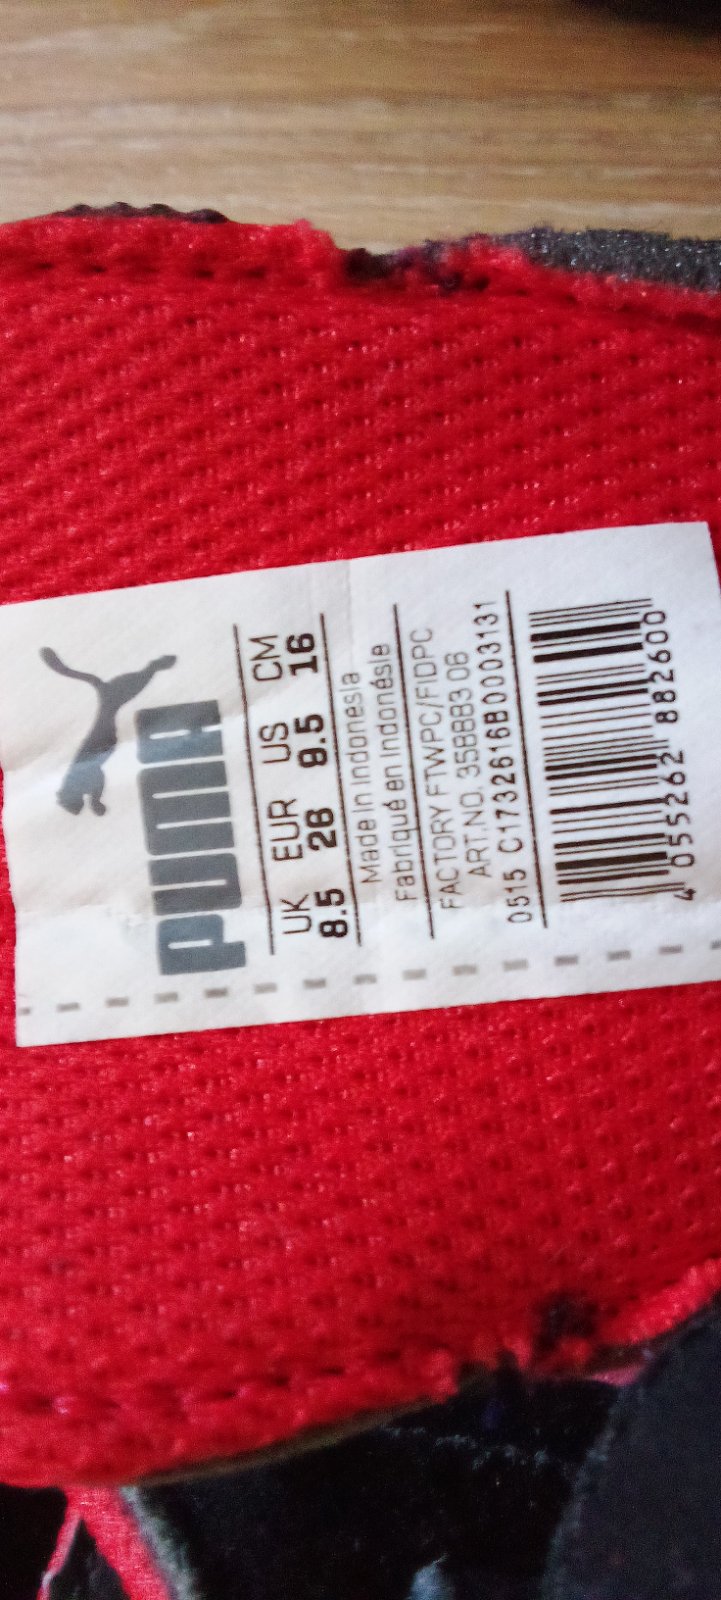 PUMA
UK EUR US CM
8.5 26 9.5 16
Made in Indonesia
Fabriqué en Indonésie
FACTORY FTWPC/FIDPC
ART.NO. 358883 06
0515 C1732616B0003131
4 055262 882600